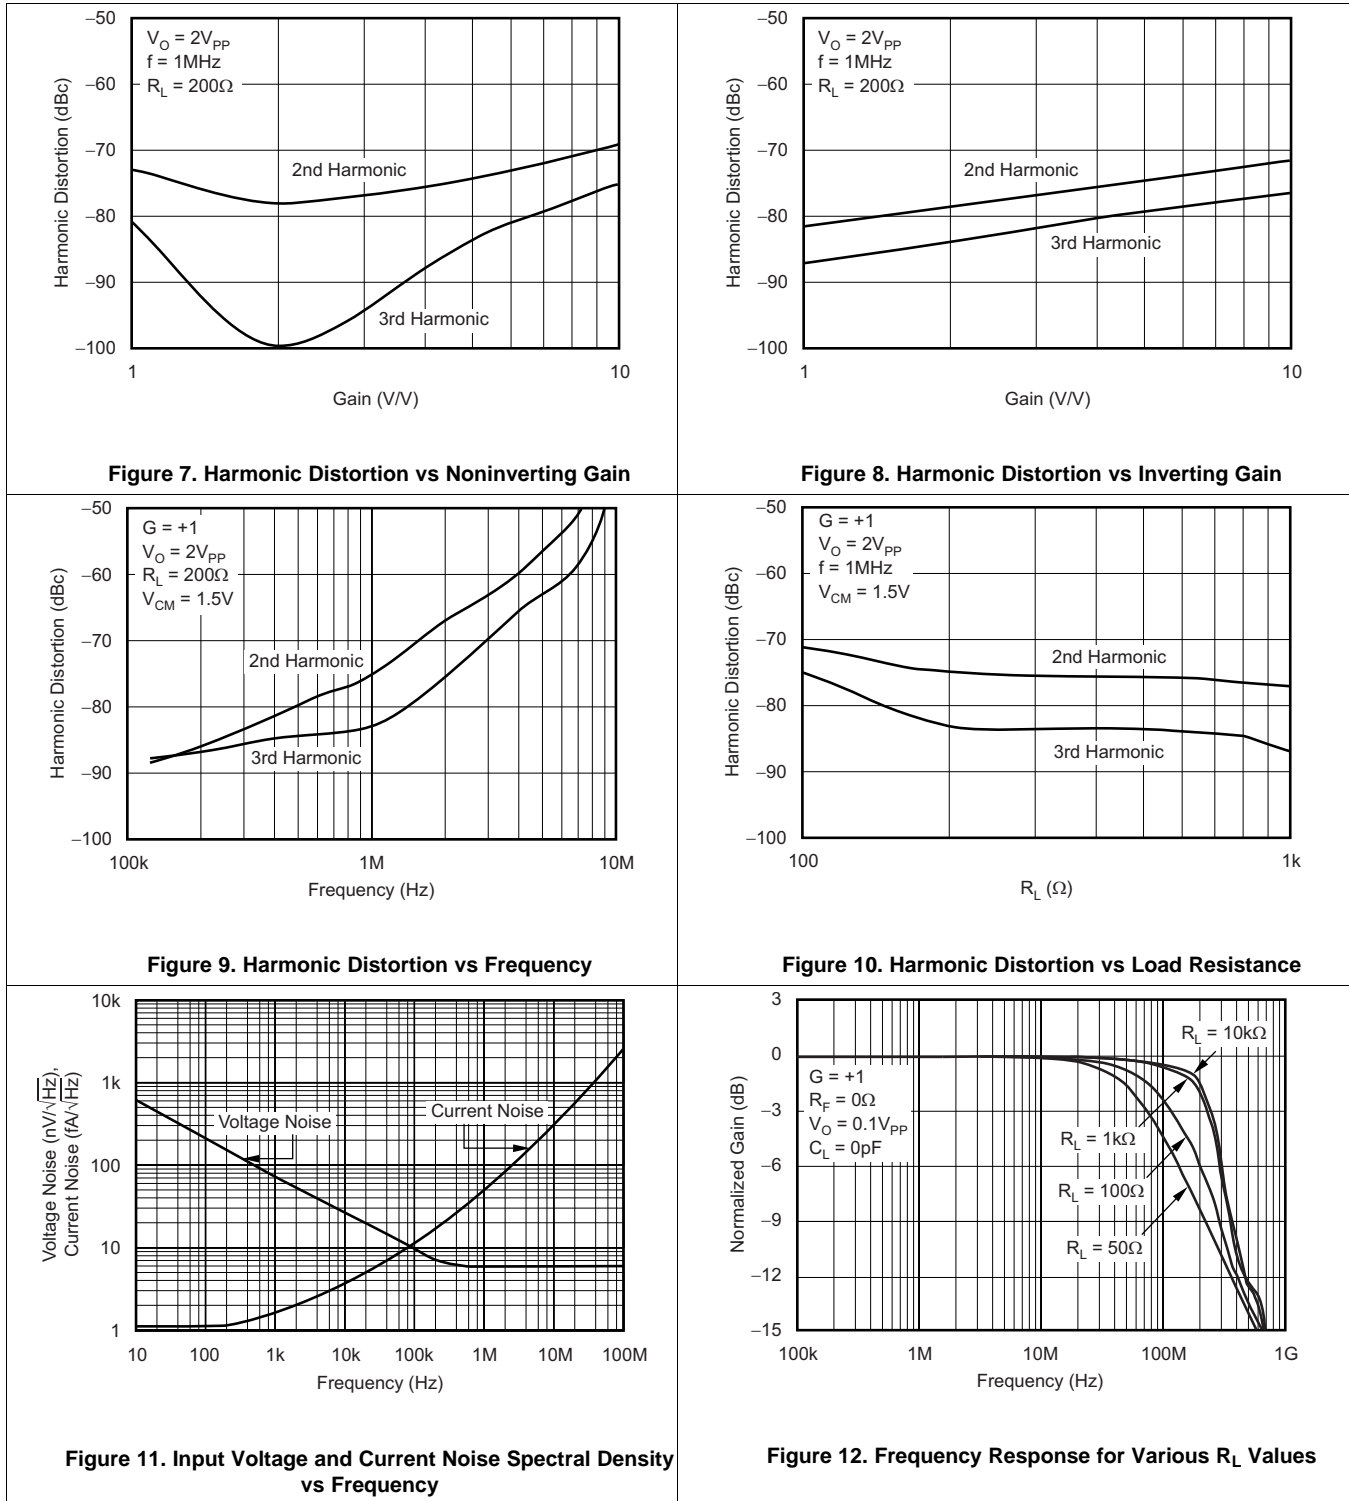 −50
−60
−70
−80
−90
−100
Harmonic Distortion (dBc)
V_O = 2V_PP
f = 1MHz
R_L = 200Ω
2nd Harmonic
3rd Harmonic
1
10
Gain (V/V)
Figure 7. Harmonic Distortion vs Noninverting Gain
−50
−60
−70
−80
−90
−100
Harmonic Distortion (dBc)
V_O = 2V_PP
f = 1MHz
R_L = 200Ω
2nd Harmonic
3rd Harmonic
1
10
Gain (V/V)
Figure 8. Harmonic Distortion vs Inverting Gain
−50
−60
−70
−80
−90
−100
Harmonic Distortion (dBc)
G = +1
V_O = 2V_PP
R_L = 200Ω
V_CM = 1.5V
2nd Harmonic
3rd Harmonic
100k
1M
10M
Frequency (Hz)
Figure 9. Harmonic Distortion vs Frequency
−50
−60
−70
−80
−90
−100
Harmonic Distortion (dBc)
G = +1
V_O = 2V_PP
f = 1MHz
V_CM = 1.5V
2nd Harmonic
3rd Harmonic
100
1k
R_L (Ω)
Figure 10. Harmonic Distortion vs Load Resistance
10k
1k
100
10
1
Voltage Noise (nV/√Hz),
Current Noise (fA/√Hz)
Voltage Noise
Current Noise
10
100
1k
10k
100k
1M
10M
100M
Frequency (Hz)
Figure 11. Input Voltage and Current Noise Spectral Density
vs Frequency
3
0
−3
−6
−9
−12
−15
Normalized Gain (dB)
G = +1
R_F = 0Ω
V_O = 0.1V_PP
C_L = 0pF
R_L = 10kΩ
R_L = 1kΩ
R_L = 100Ω
R_L = 50Ω
100k
1M
10M
100M
1G
Frequency (Hz)
Figure 12. Frequency Response for Various R_L Values